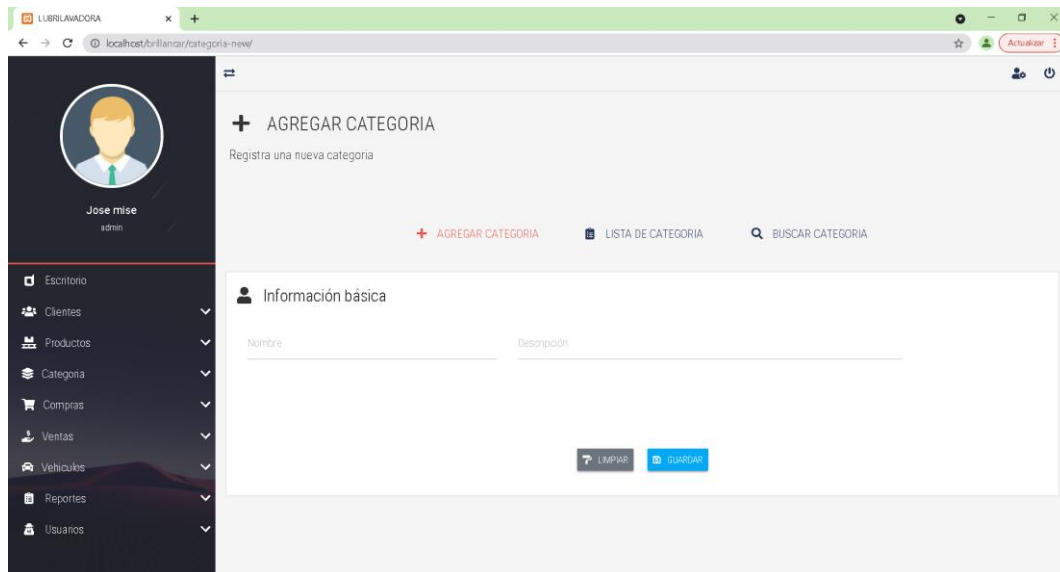 LUBRILAVADORA
localhost/brillancar/categoria-new/
Actualizar
Jose mise
admin
Escritorio
Clientes
Productos
Categoria
Compras
Ventas
Vehiculos
Reportes
Usuarios
AGREGAR CATEGORIA
Registra una nueva categoria
AGREGAR CATEGORIA LISTA DE CATEGORIA BUSCAR CATEGORIA
Información básica
Nombre Descripción
LIMPIAR GUARDAR